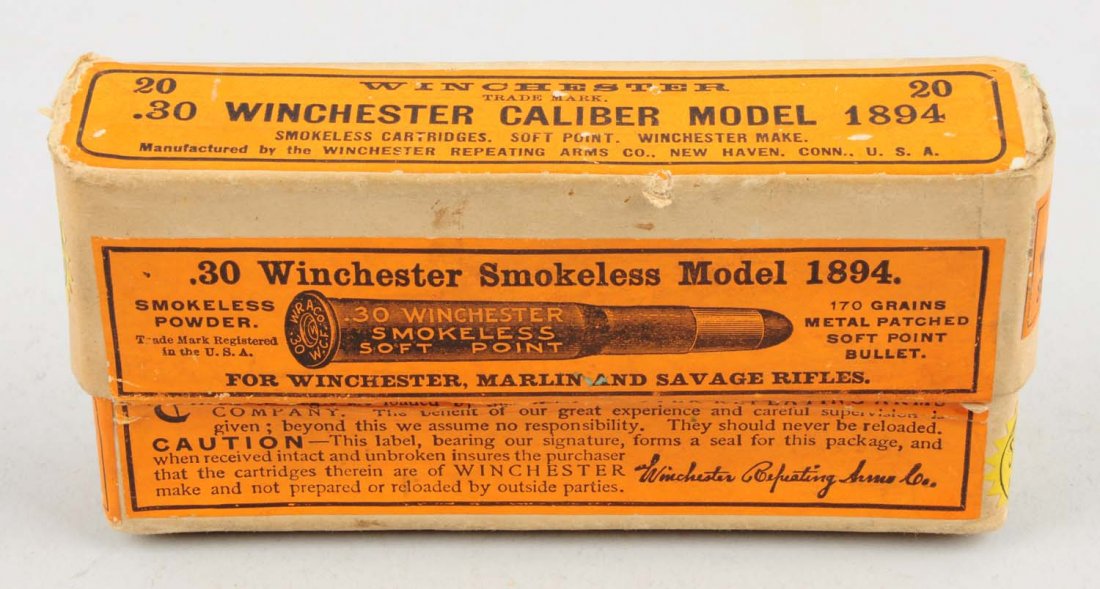 20 WINCHESTER 20
TRADE MARK.
.30 WINCHESTER CALIBER MODEL 1894
SMOKELESS CARTRIDGES. SOFT POINT. WINCHESTER MAKE.
Manufactured by the WINCHESTER REPEATING ARMS CO., NEW HAVEN, CONN., U. S. A.
.30 Winchester Smokeless Model 1894.
SMOKELESS
POWDER.
Trade Mark Registered
in the U. S. A.
W.R.A.Co.
.30 W.C.F.
.30 WINCHESTER
SMOKELESS
SOFT POINT
170 GRAINS
METAL PATCHED
SOFT POINT
BULLET.
FOR WINCHESTER, MARLIN AND SAVAGE RIFLES.
COMPANY. The benefit of our great experience and careful supervision is
given; beyond this we assume no responsibility. They should never be reloaded.
CAUTION—This label, bearing our signature, forms a seal for this package, and
when received intact and unbroken insures the purchaser
that the cartridges therein are of WINCHESTER
make and not prepared or reloaded by outside parties.
Winchester Repeating Arms Co.